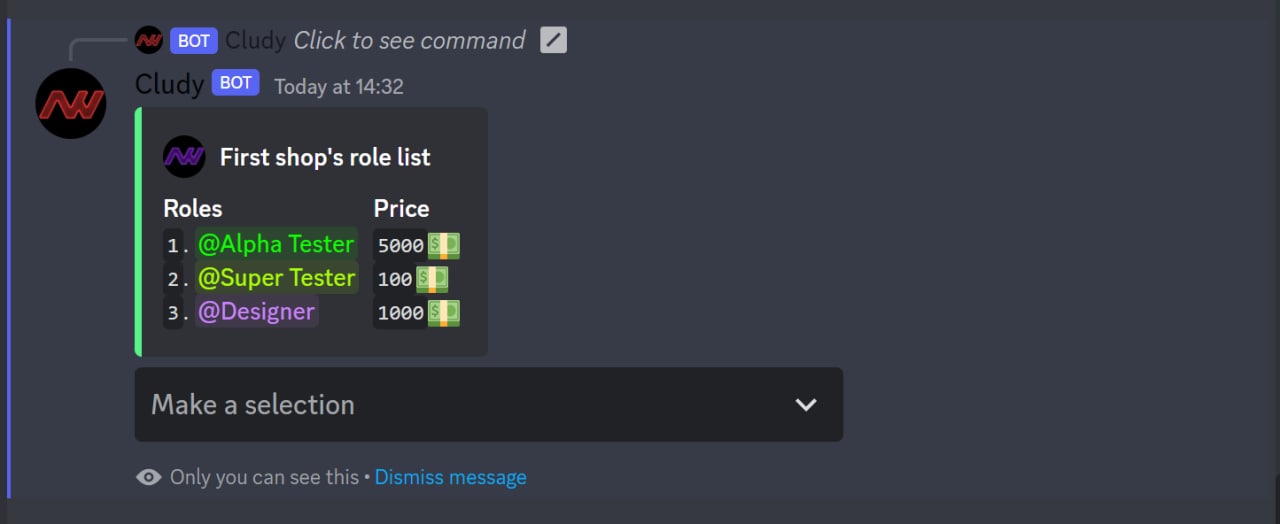 BOT Cludy Click to see command
Cludy BOT Today at 14:32
First shop's role list
Roles Price
1. @Alpha Tester 5000
2. @Super Tester 100
3. @Designer 1000
Make a selection
Only you can see this • Dismiss message